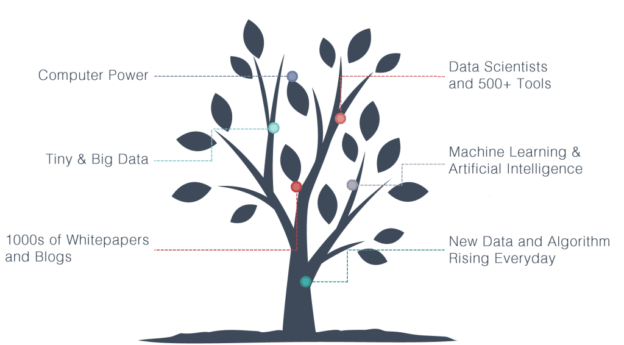 Computer Power
Tiny & Big Data
1000s of Whitepapers
and Blogs
Data Scientists
and 500+ Tools
Machine Learning &
Artificial Intelligence
New Data and Algorithm
Rising Everyday